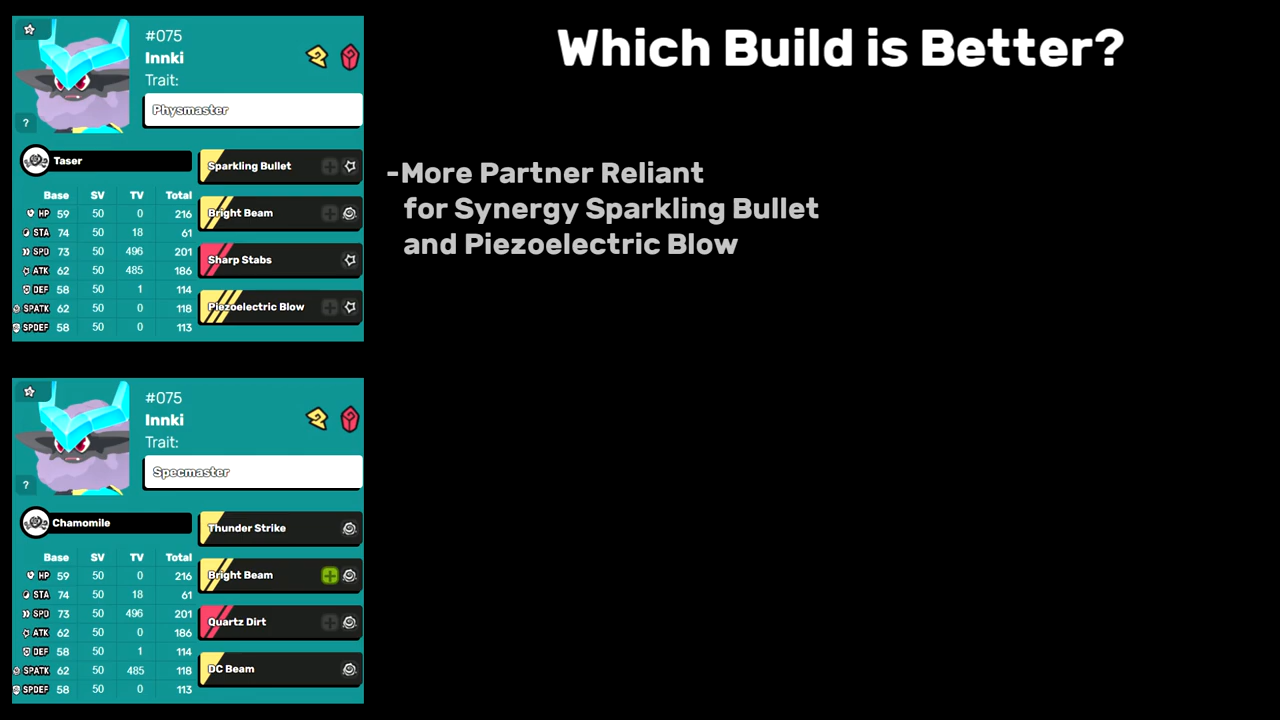 Which Build is Better?
#075
Innki
Trait:
Physmaster
?
Taser
Sparkling Bullet
Base SV TV Total
HP 59 50 0 216
Bright Beam
STA 74 50 18 61
SPD 73 50 496 201
Sharp Stabs
ATK 62 50 485 186
DEF 58 50 1 114
SPATK 62 50 0 118
Piezoelectric Blow
SPDEF 58 50 0 113
-More Partner Reliant
for Synergy Sparkling Bullet
and Piezoelectric Blow
#075
Innki
Trait:
Specmaster
?
Chamomile
Thunder Strike
Base SV TV Total
HP 59 50 0 216
Bright Beam
STA 74 50 18 61
SPD 73 50 496 201
Quartz Dirt
ATK 62 50 0 186
DEF 58 50 1 114
SPATK 62 50 485 118
DC Beam
SPDEF 58 50 0 113